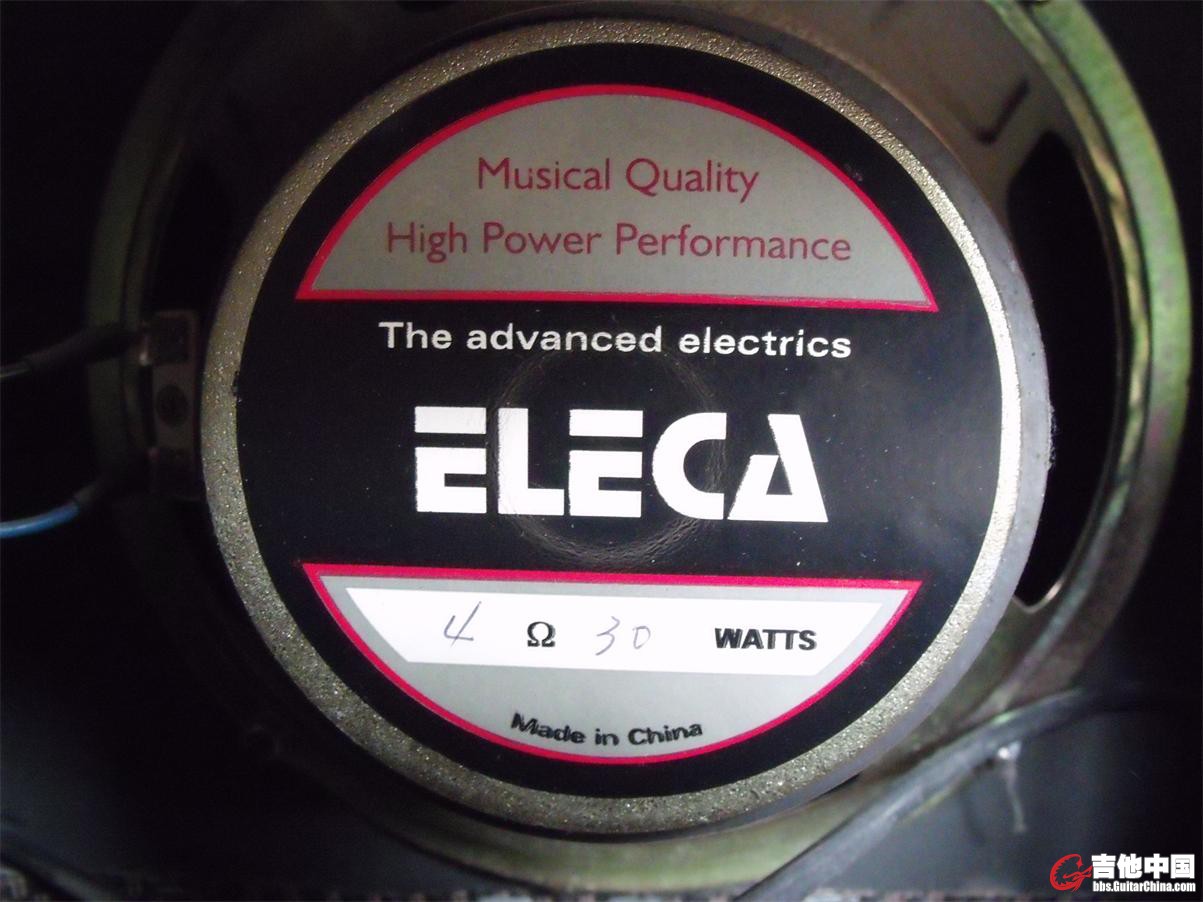 Musical Quality
High Power Performance
The advanced electrics
ELECA
4 Ω 30 WATTS
Made in China
吉他中国
bbs.GuitarChina.com